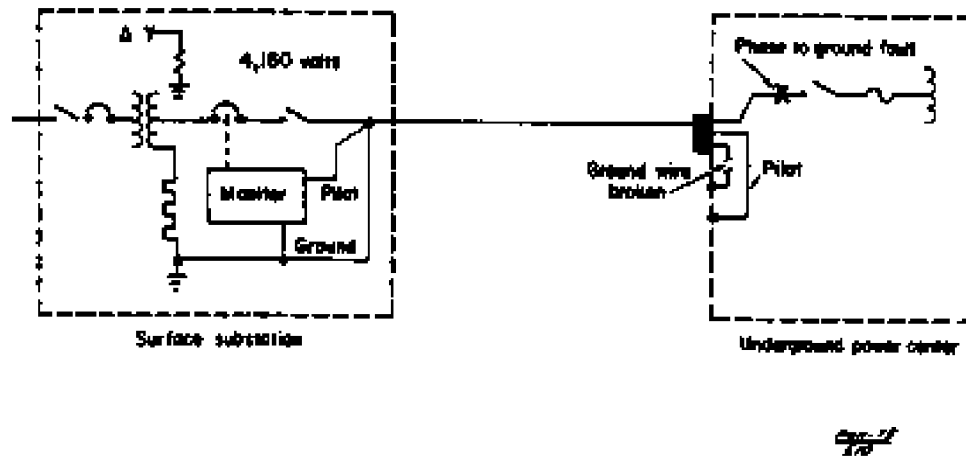 Δ Y
4,160 volts
Phase to ground fault
Monitor
Pilot
Ground
Ground wire
broken
Pilot
Surface substation
Underground power center